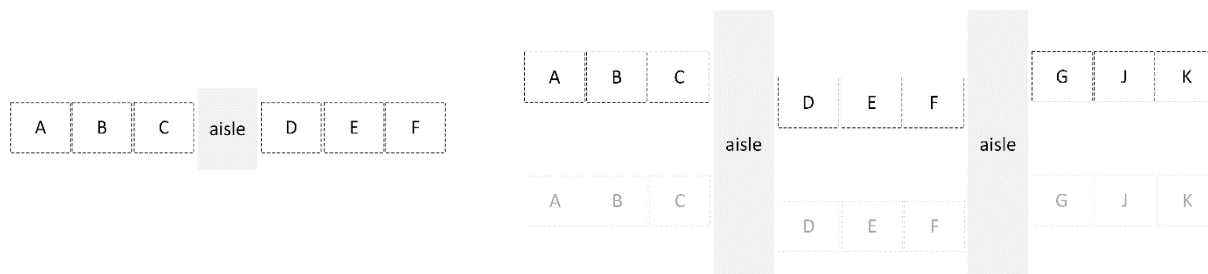 A B C aisle D E F
A B C G J K
D E F
aisle aisle
A B C G J K
D E F